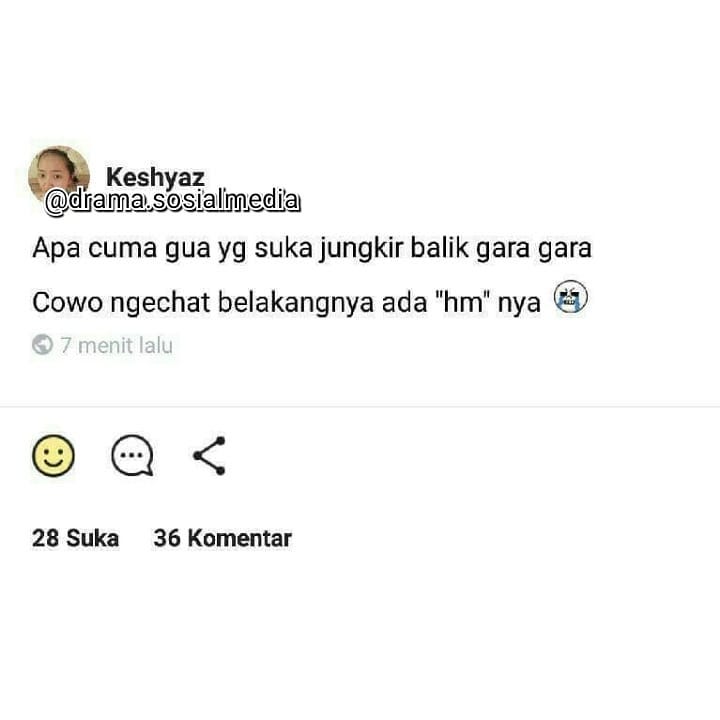 Keshyaz
@drama.sosialmedia
Apa cuma gua yg suka jungkir balik gara gara
Cowo ngechat belakangnya ada "hm" nya 😭
7 menit lalu
28 Suka 36 Komentar